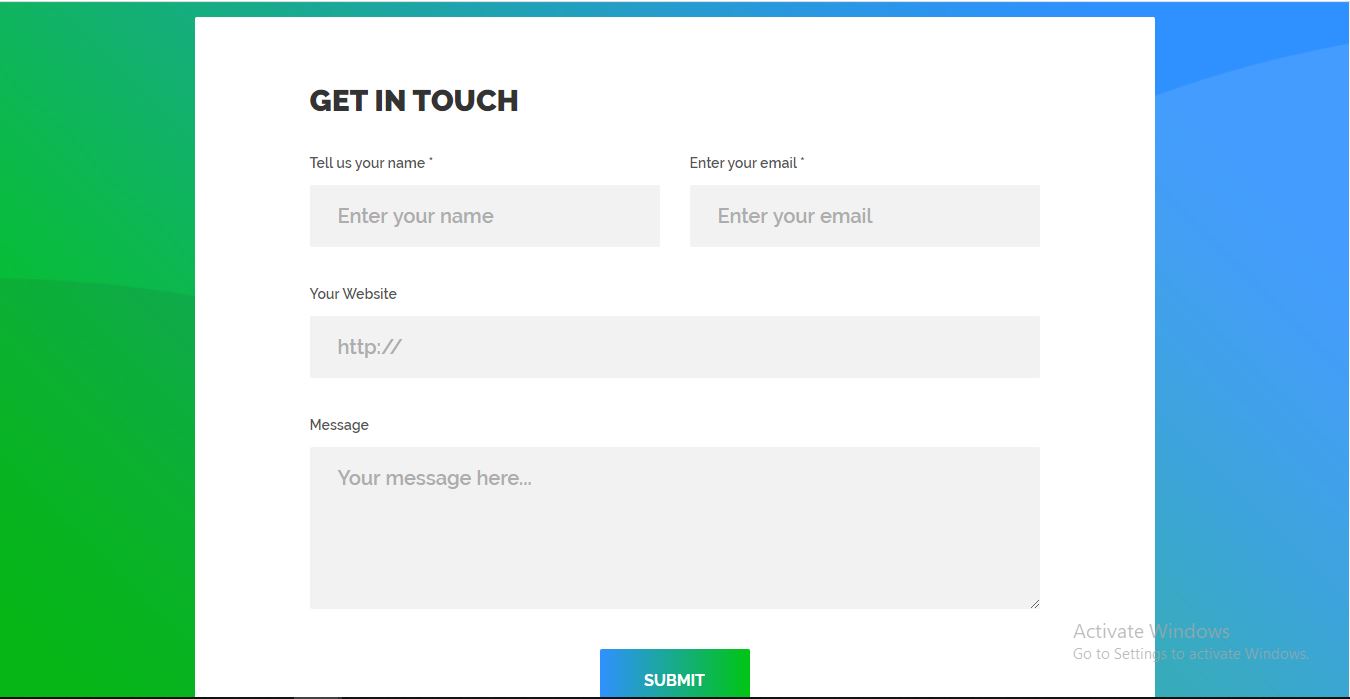 GET IN TOUCH
Tell us your name *
Enter your email *
Enter your name
Enter your email
Your Website
http://
Message
Your message here...
SUBMIT
Activate Windows
Go to Settings to activate Windows.